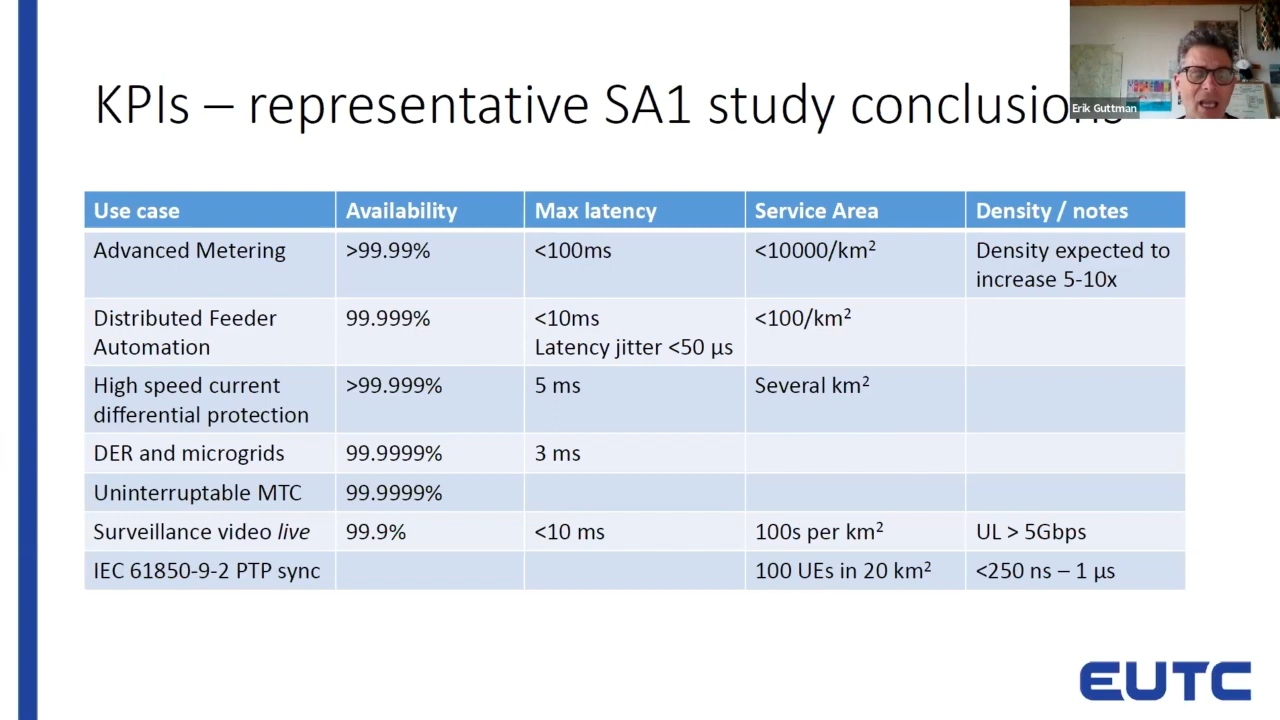 KPIs – representative SA1 study conclusions
Erik Guttman
Use case Availability Max latency Service Area Density / notes
Advanced Metering >99.99% <100ms <10000/km² Density expected to
increase 5-10x
Distributed Feeder
Automation 99.999% <10ms
Latency jitter <50 µs <100/km²
High speed current
differential protection >99.999% 5 ms Several km²
DER and microgrids 99.9999% 3 ms
Uninterruptable MTC 99.9999%
Surveillance video live 99.9% <10 ms 100s per km² UL > 5Gbps
IEC 61850-9-2 PTP sync 100 UEs in 20 km² <250 ns – 1 µs
EUTC